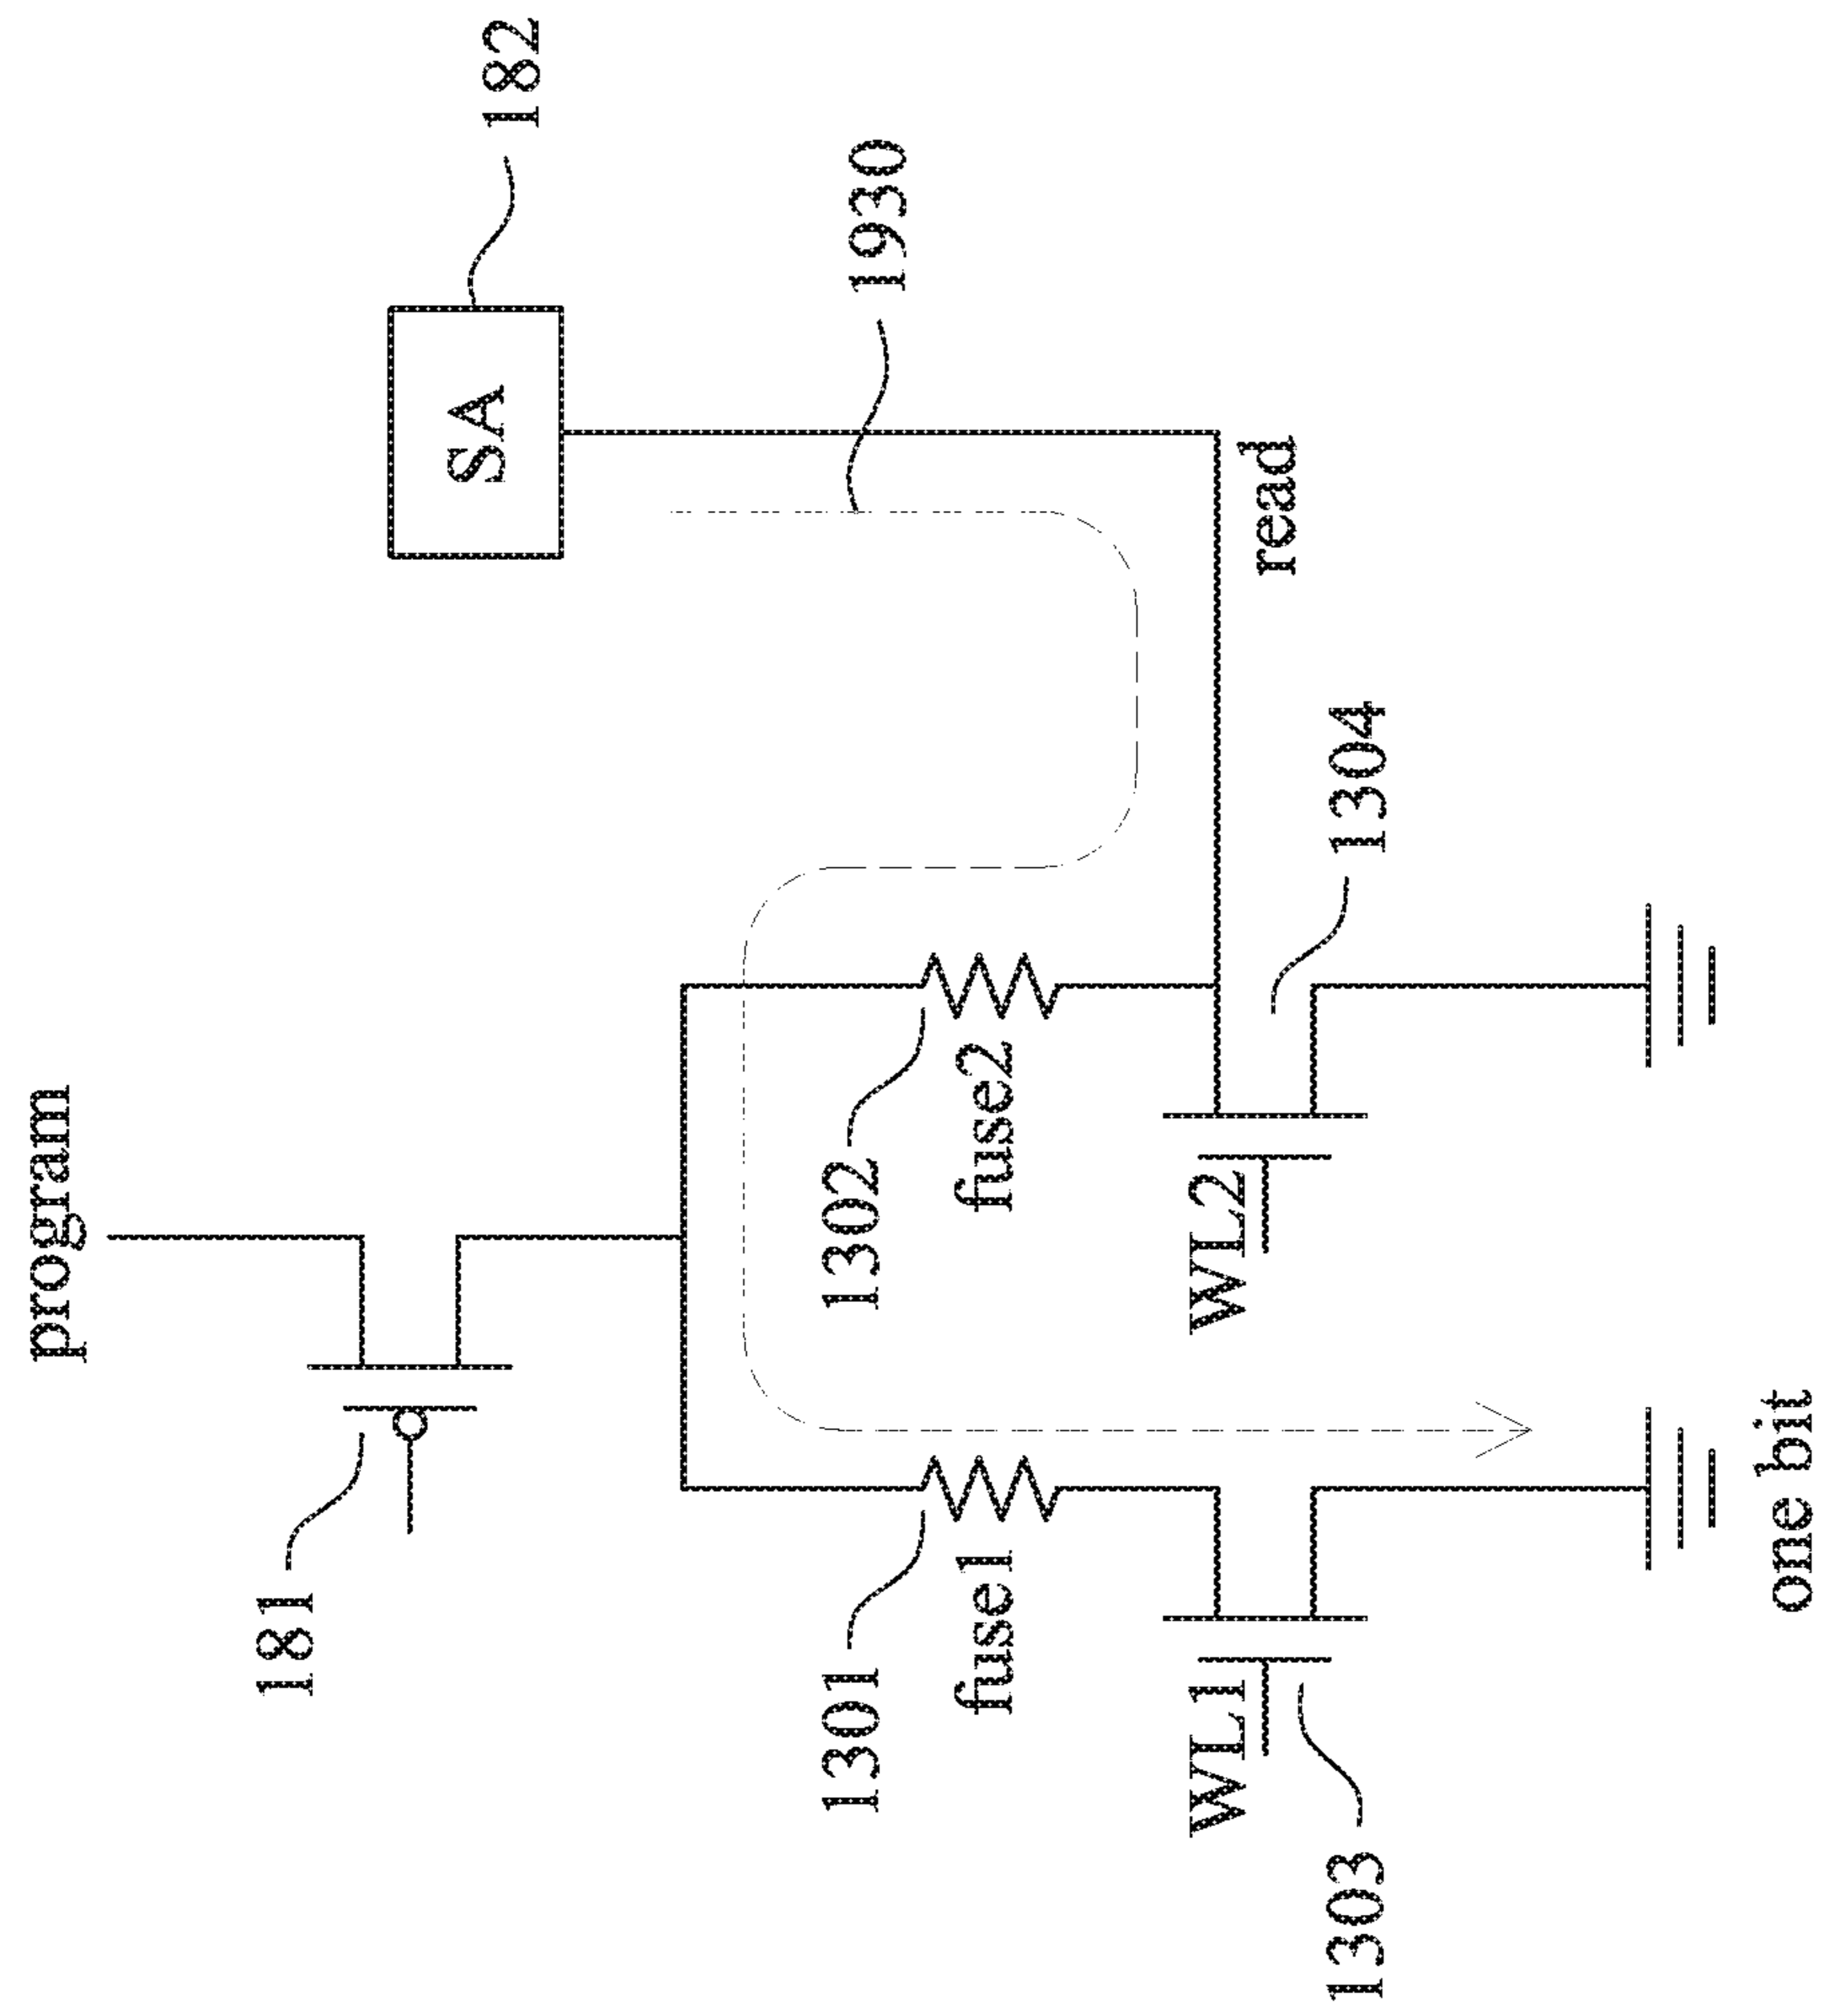 program
181
SA
182
1930
1301
fuse1
1302
fuse2
WL1
1303
WL2
1304
read
one bit